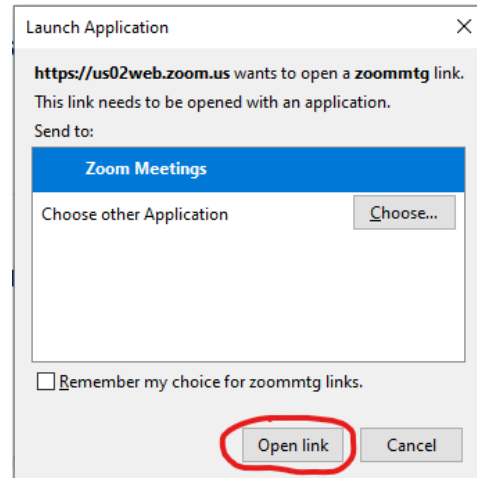 Launch Application
https://us02web.zoom.us wants to open a zoommtg link.
This link needs to be opened with an application.
Send to:
Zoom Meetings
Choose other Application
Choose...
Remember my choice for zoommtg links.
Open link
Cancel